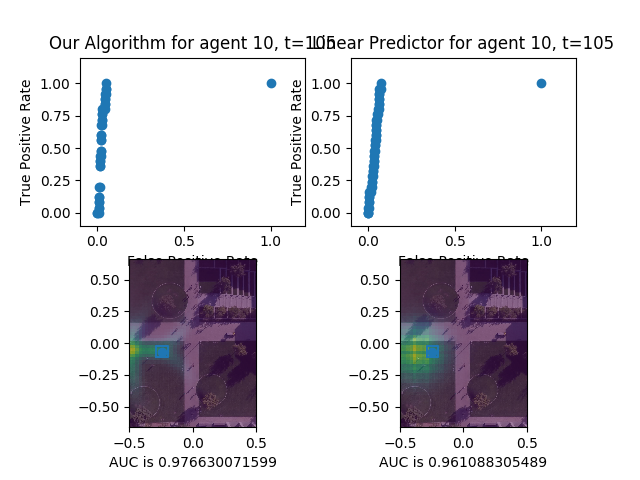 Our Algorithm for agent 10, t=105
Linear Predictor for agent 10, t=105
True Positive Rate
1.00
0.75
0.50
0.25
0.00
0.0 0.5 1.0
False Positive Rate
True Positive Rate
1.00
0.75
0.50
0.25
0.00
0.0 0.5 1.0
False Positive Rate
0.50
0.25
0.00
−0.25
−0.50
−0.5 0.0 0.5
AUC is 0.976630071599
0.50
0.25
0.00
−0.25
−0.50
−0.5 0.0 0.5
AUC is 0.961088305489